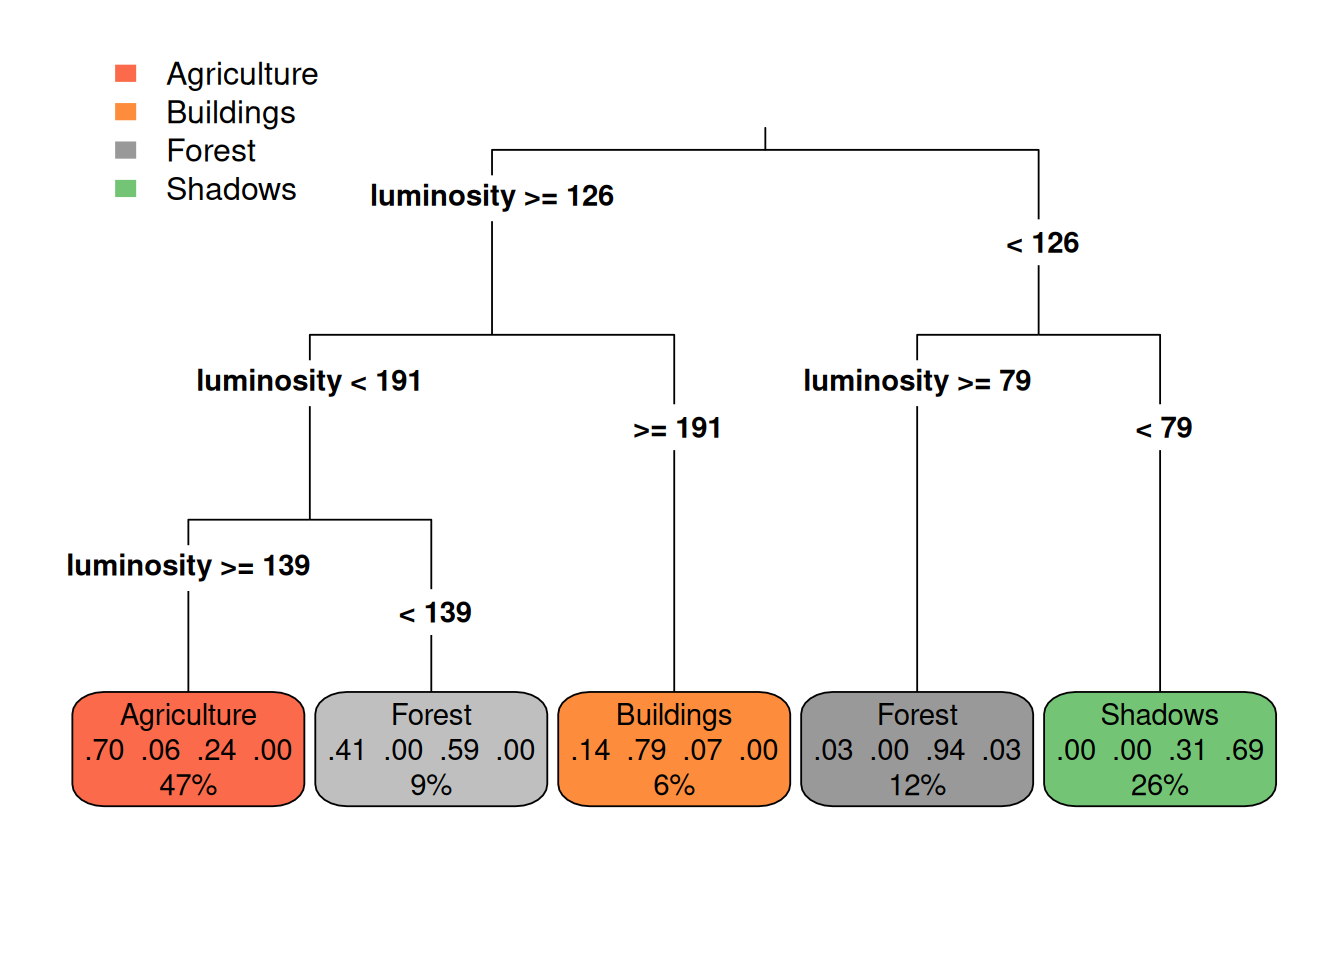 Agriculture
Buildings
Forest
Shadows
luminosity >= 126
< 126
luminosity < 191
>= 191
luminosity >= 79
< 79
luminosity >= 139
< 139
Agriculture
.70 .06 .24 .00
47%
Forest
.41 .00 .59 .00
9%
Buildings
.14 .79 .07 .00
6%
Forest
.03 .00 .94 .03
12%
Shadows
.00 .00 .31 .69
26%